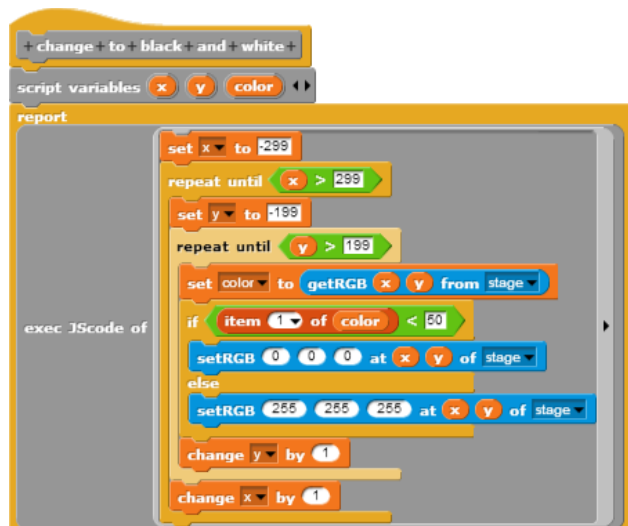 +change+to+black+and+white+
script variables x y color
report
set x to -299
repeat until x > 299
set y to -199
repeat until y > 199
set color to getRGB x y from stage
exec JScode of if item 1 of color < 50
setRGB 0 0 0 at x y of stage
else
setRGB 255 255 255 at x y of stage
change y by 1
change x by 1